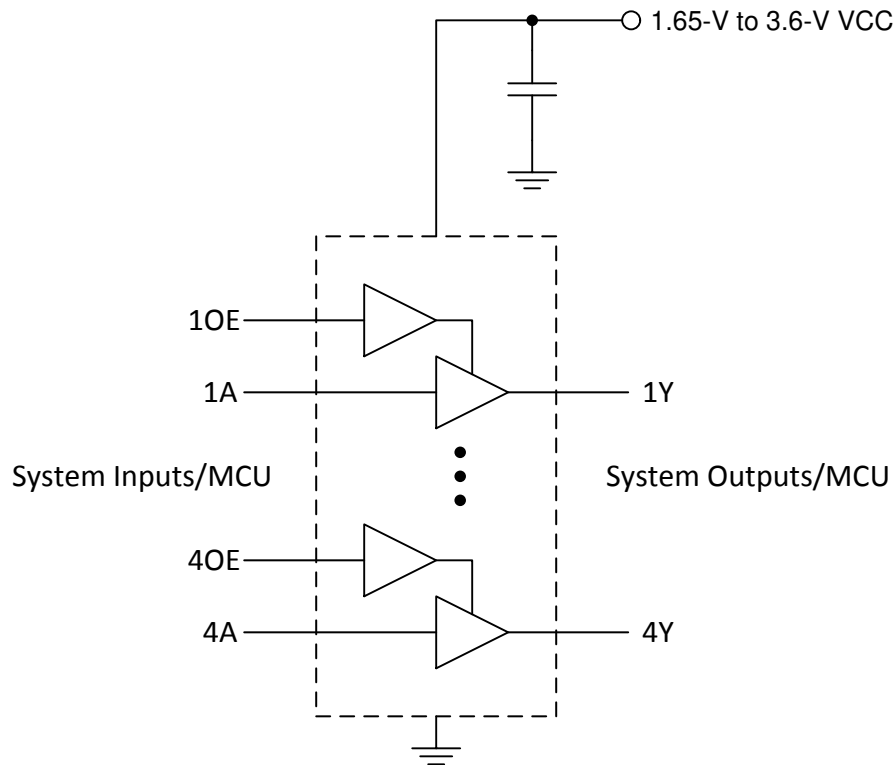 1.65-V to 3.6-V VCC
1OE
1A
1Y
System Inputs/MCU
System Outputs/MCU
4OE
4A
4Y